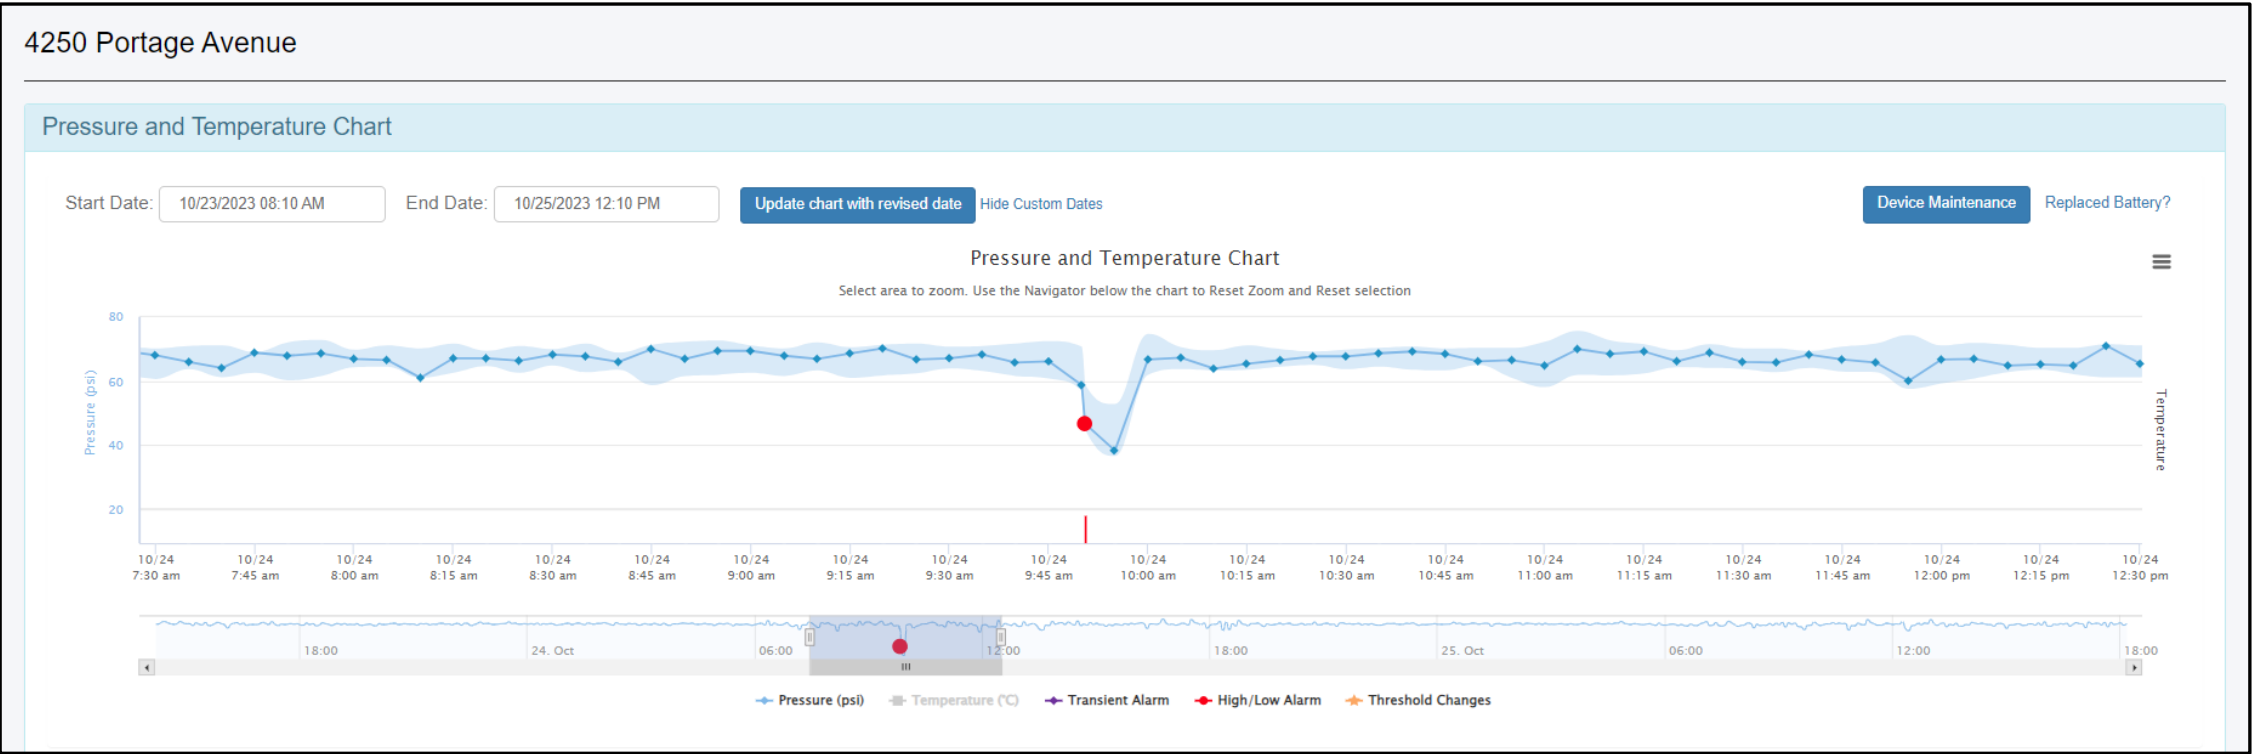 4250 Portage Avenue
Pressure and Temperature Chart
Start Date: 10/23/2023 08:10 AM End Date: 10/25/2023 12:10 PM Update chart with revised date Hide Custom Dates Device Maintenance Replaced Battery?
Pressure and Temperature Chart
Select area to zoom. Use the Navigator below the chart to Reset Zoom and Reset selection
80
60
40
20
Pressure (psi)
Temperature
10/24 10/24 10/24 10/24 10/24 10/24 10/24 10/24 10/24 10/24 10/24 10/24 10/24 10/24 10/24 10/24 10/24 10/24 10/24 10/24 10/24
7:30 am 7:45 am 8:00 am 8:15 am 8:30 am 8:45 am 9:00 am 9:15 am 9:30 am 9:45 am 10:00 am 10:15 am 10:30 am 10:45 am 11:00 am 11:15 am 11:30 am 11:45 am 12:00 pm 12:15 pm 12:30 pm
18:00 24. Oct 06:00 12:00 18:00 25. Oct 06:00 12:00 18:00
Pressure (psi) Temperature (°C) Transient Alarm High/Low Alarm Threshold Changes